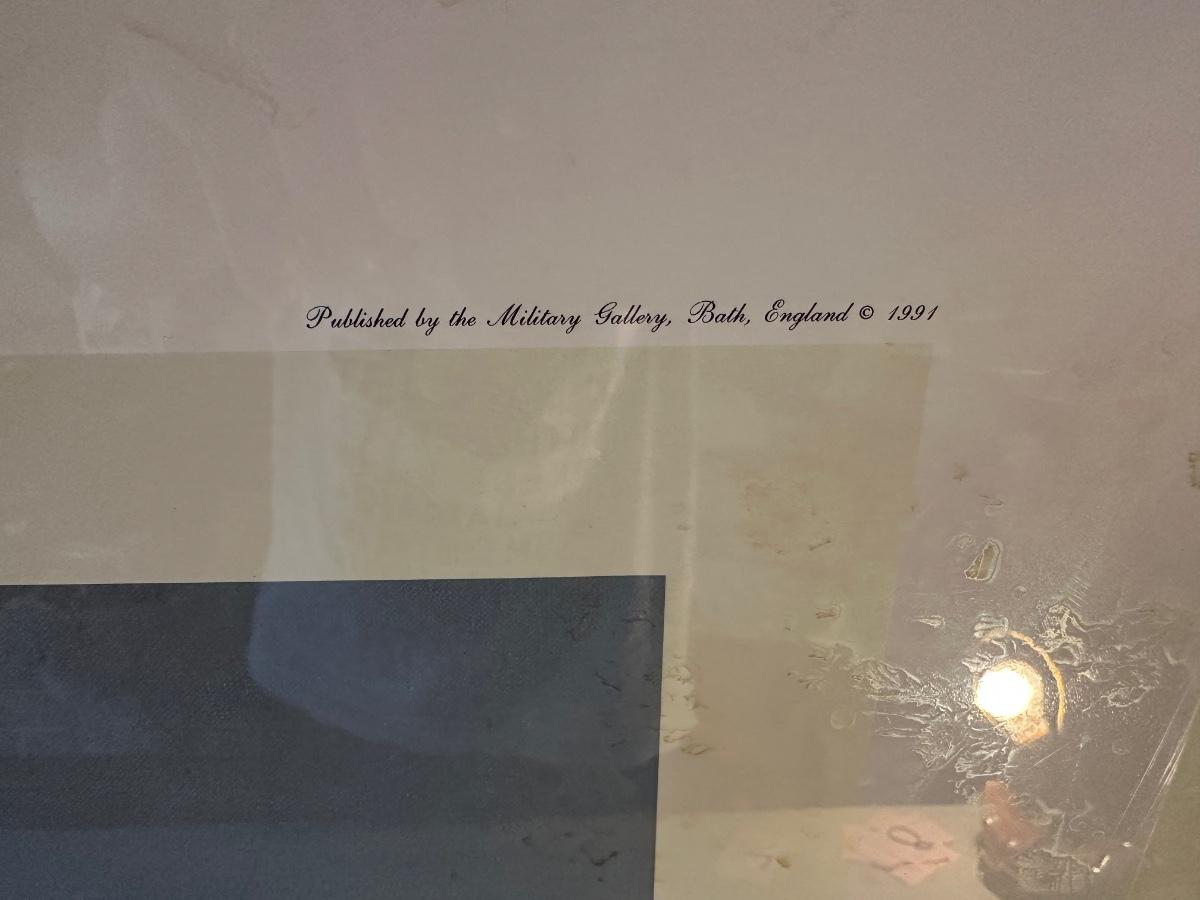 Published by the Military Gallery, Bath, England © 1991